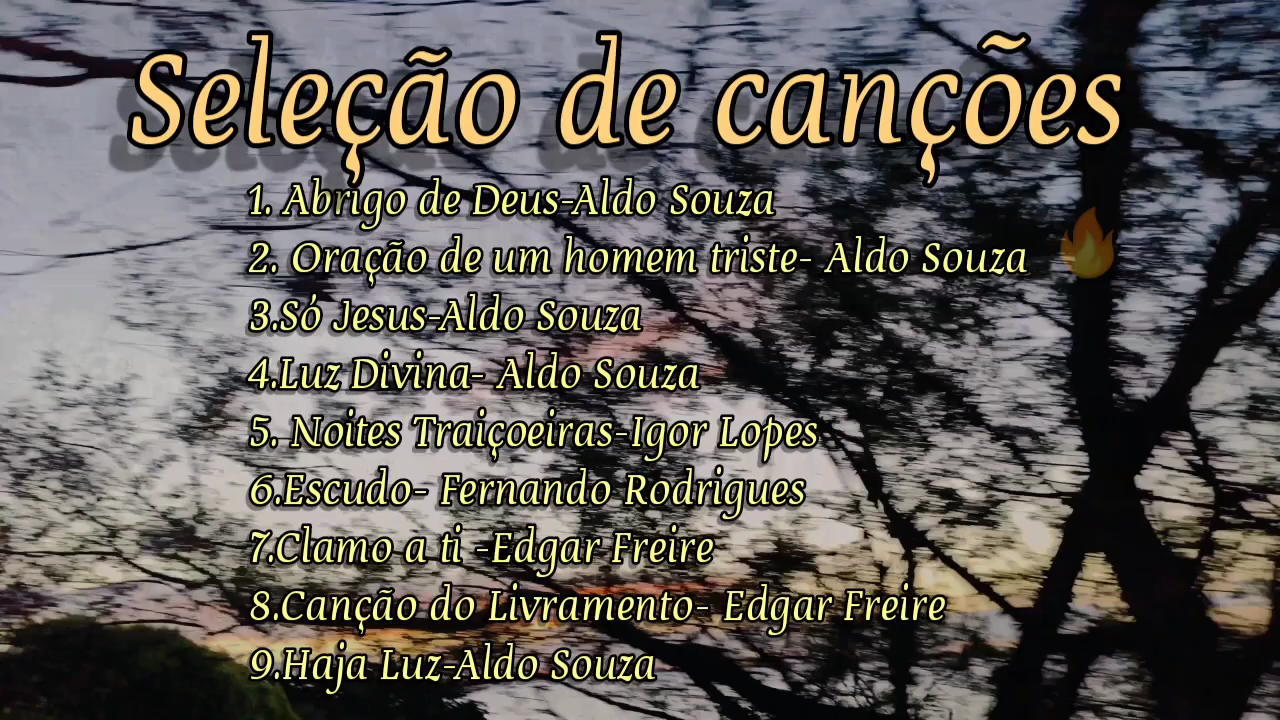 Seleção de canções
1. Abrigo de Deus-Aldo Souza
2. Oração de um homem triste- Aldo Souza 🔥
3.Só Jesus-Aldo Souza
4.Luz Divina- Aldo Souza
5. Noites Traiçoeiras-Igor Lopes
6.Escudo- Fernando Rodrigues
7.Clamo a ti -Edgar Freire
8.Canção do Livramento- Edgar Freire
9.Haja Luz-Aldo Souza